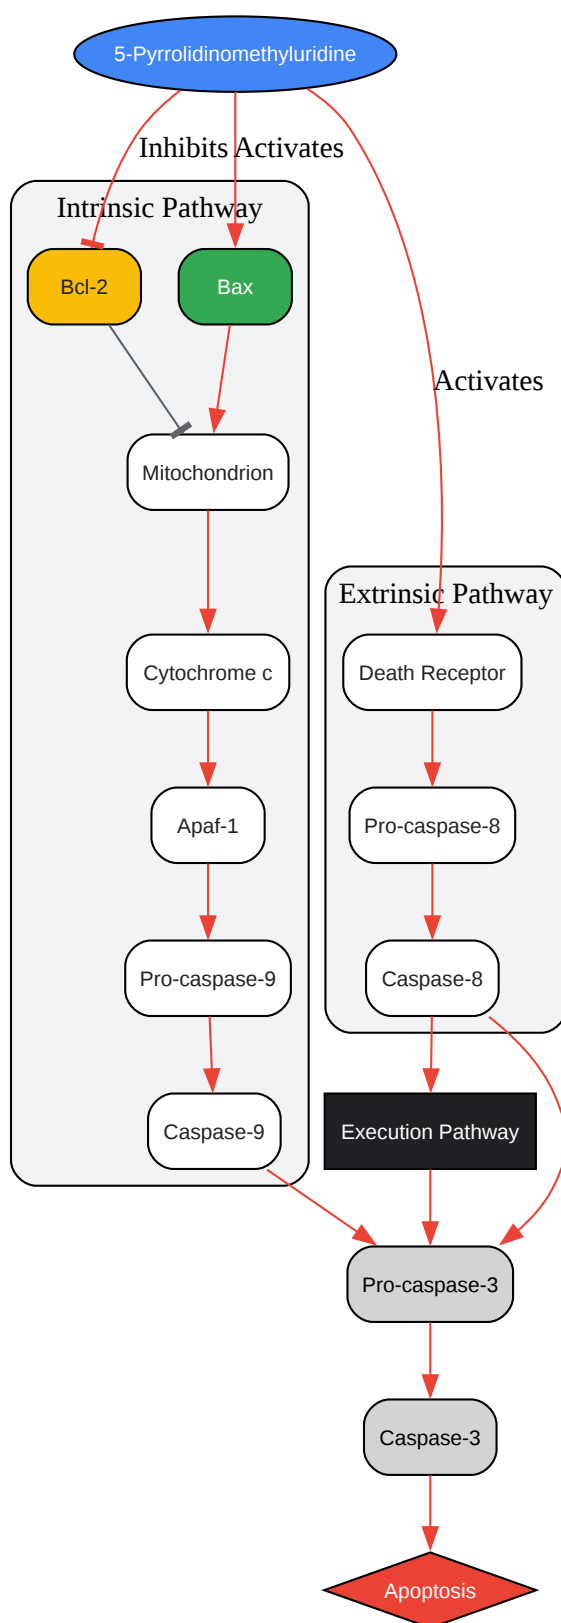 5-Pyrrolidinomethyluridine
Inhibits Activates
Intrinsic Pathway
Bcl-2
Bax
Activates
Mitochondrion
Extrinsic Pathway
Cytochrome c
Death Receptor
Apaf-1
Pro-caspase-8
Pro-caspase-9
Caspase-8
Caspase-9
Execution Pathway
Pro-caspase-3
Caspase-3
Apoptosis